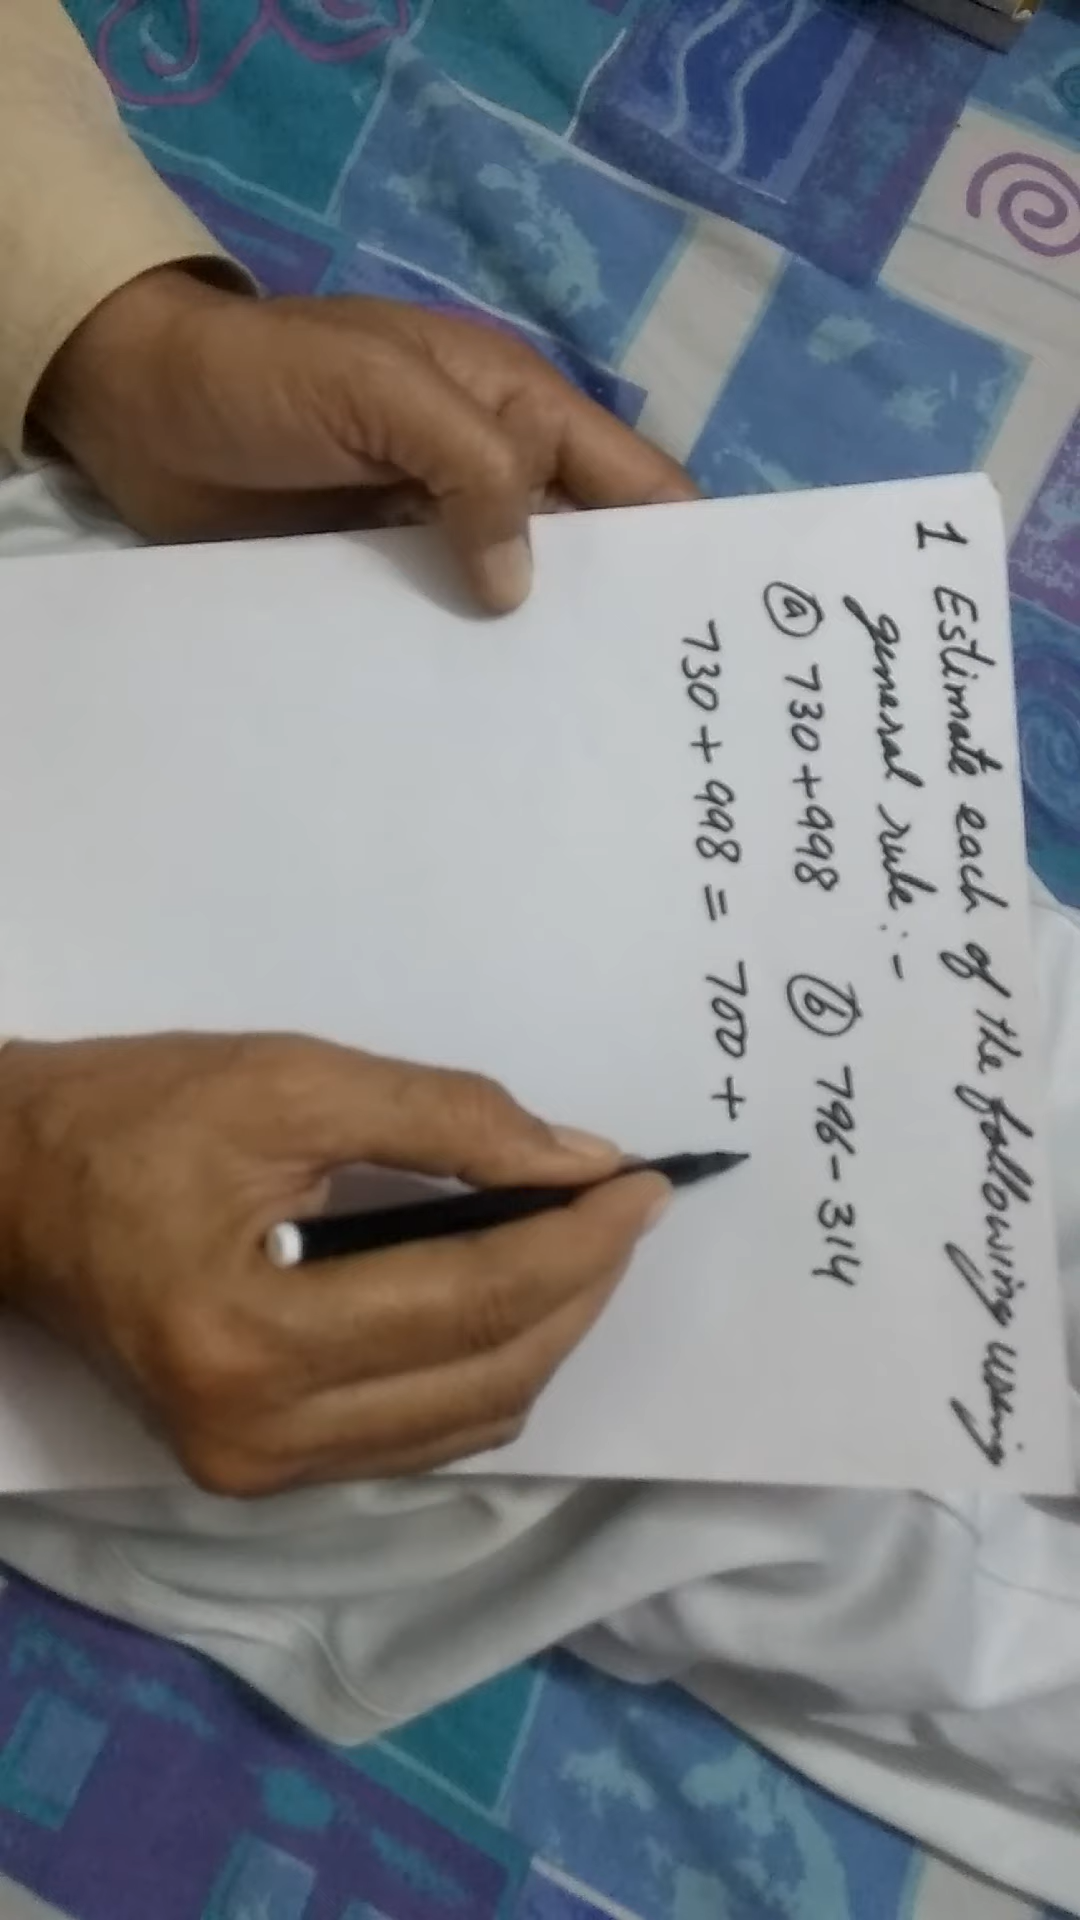 1 Estimate each of the following using
general rule:-
(a) 730+998 (b) 796-314
730+998 = 700+